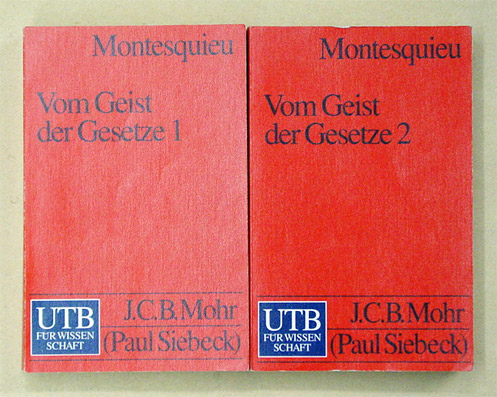 Montesquieu
Vom Geist
der Gesetze 1
UTB
FÜR WISSEN
SCHAFT
J.C.B. Mohr
(Paul Siebeck)
Montesquieu
Vom Geist
der Gesetze 2
UTB
FÜR WISSEN
SCHAFT
J.C.B. Mohr
(Paul Siebeck)